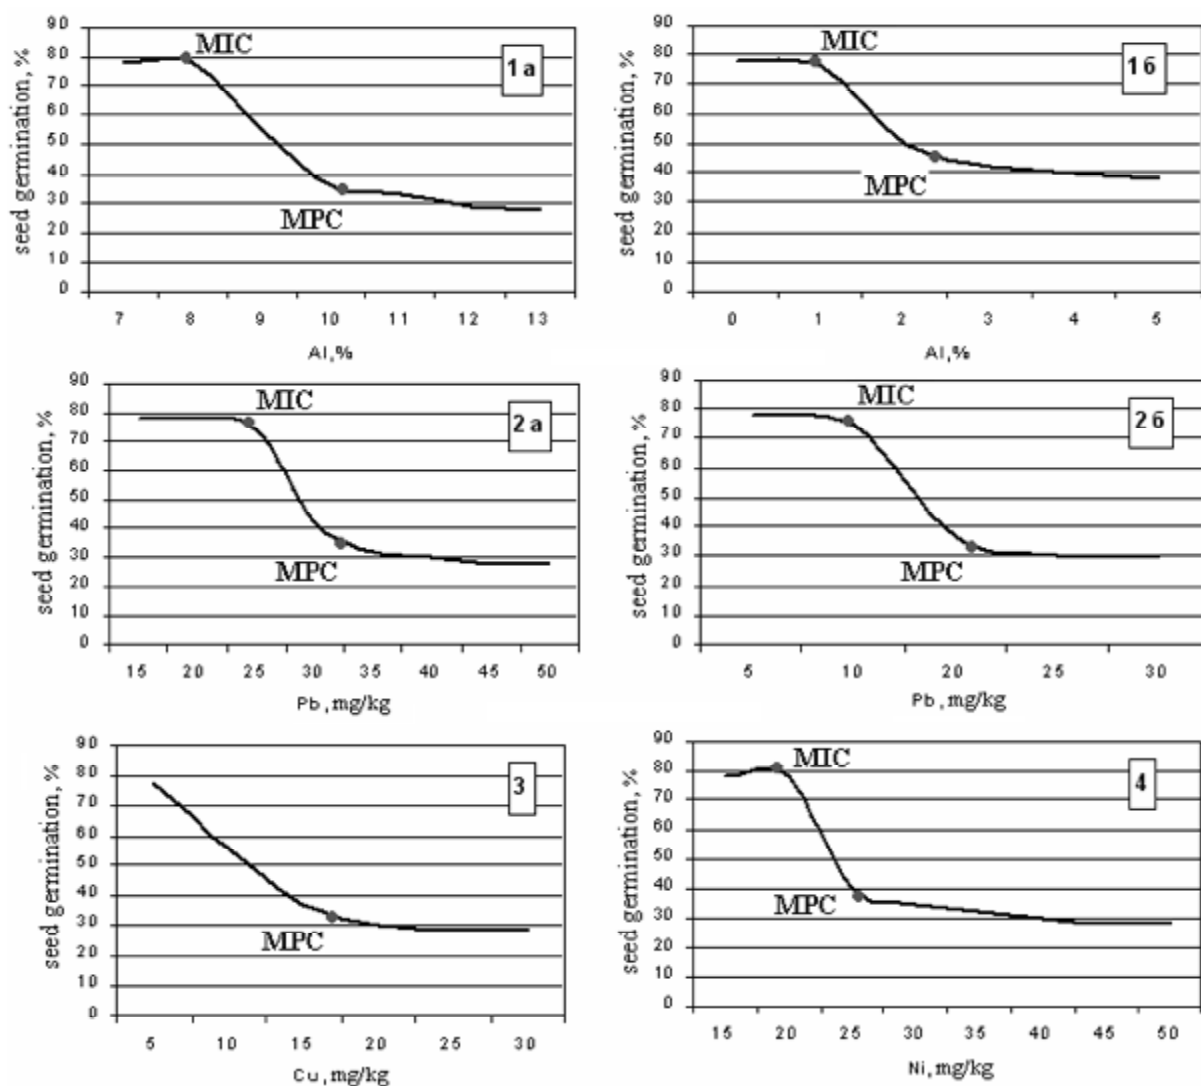 seed germination, %
90
80
70
60
50
40
30
20
10
0
MIC
1a
MPC
7 8 9 10 11 12 13
Al,%
seed germination, %
90
80
70
60
50
40
30
20
10
0
MIC
16
MPC
0 1 2 3 4 5
Al,%
seed germination, %
90
80
70
60
50
40
30
20
10
0
MIC
2a
MPC
15 20 25 30 35 40 45 50
Pb, mg/kg
seed germination, %
90
80
70
60
50
40
30
20
10
0
MIC
26
MPC
5 10 20 25 30
Pb, mg/kg
seed germination, %
90
80
70
60
50
40
30
20
10
0
3
MPC
5 10 15 20 25 30
Cu, mg/kg
seed germination, %
90
80
70
60
50
40
30
20
10
0
MIC
4
MPC
15 20 25 30 35 40 45 50
Ni, mg/kg